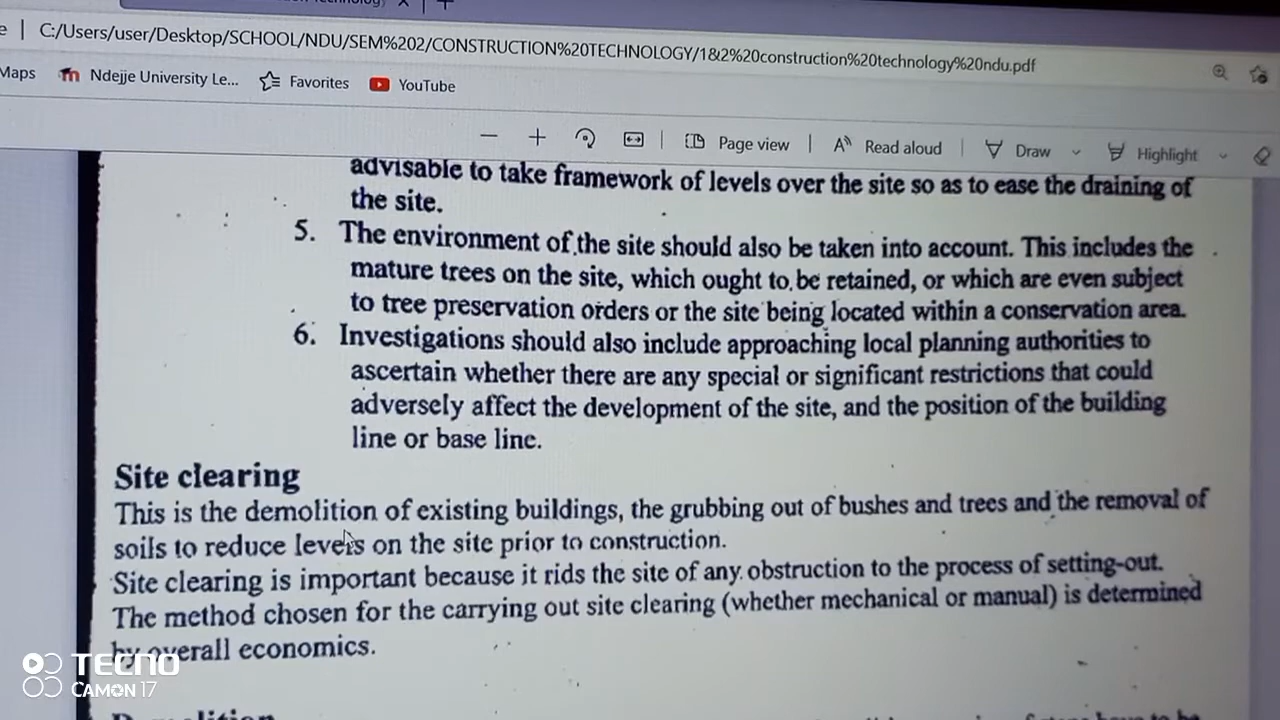 C:/Users/user/Desktop/SCHOOL/NDU/SEM%202/CONSTRUCTION%20TECHNOLOGY/1&2%20construction%20technology%20ndu.pdf
Maps Ndejje University Le... Favorites YouTube
Page view Read aloud Draw Highlight
advisable to take framework of levels over the site so as to ease the draining of
the site.
5. The environment of the site should also be taken into account. This includes the
mature trees on the site, which ought to be retained, or which are even subject
to tree preservation orders or the site being located within a conservation area.
6. Investigations should also include approaching local planning authorities to
ascertain whether there are any special or significant restrictions that could
adversely affect the development of the site, and the position of the building
line or base line.
Site clearing
This is the demolition of existing buildings, the grubbing out of bushes and trees and the removal of
soils to reduce levels on the site prior to construction.
Site clearing is important because it rids the site of any obstruction to the process of setting-out.
The method chosen for the carrying out site clearing (whether mechanical or manual) is determined
by overall economics.
TECNO
CAMON 17